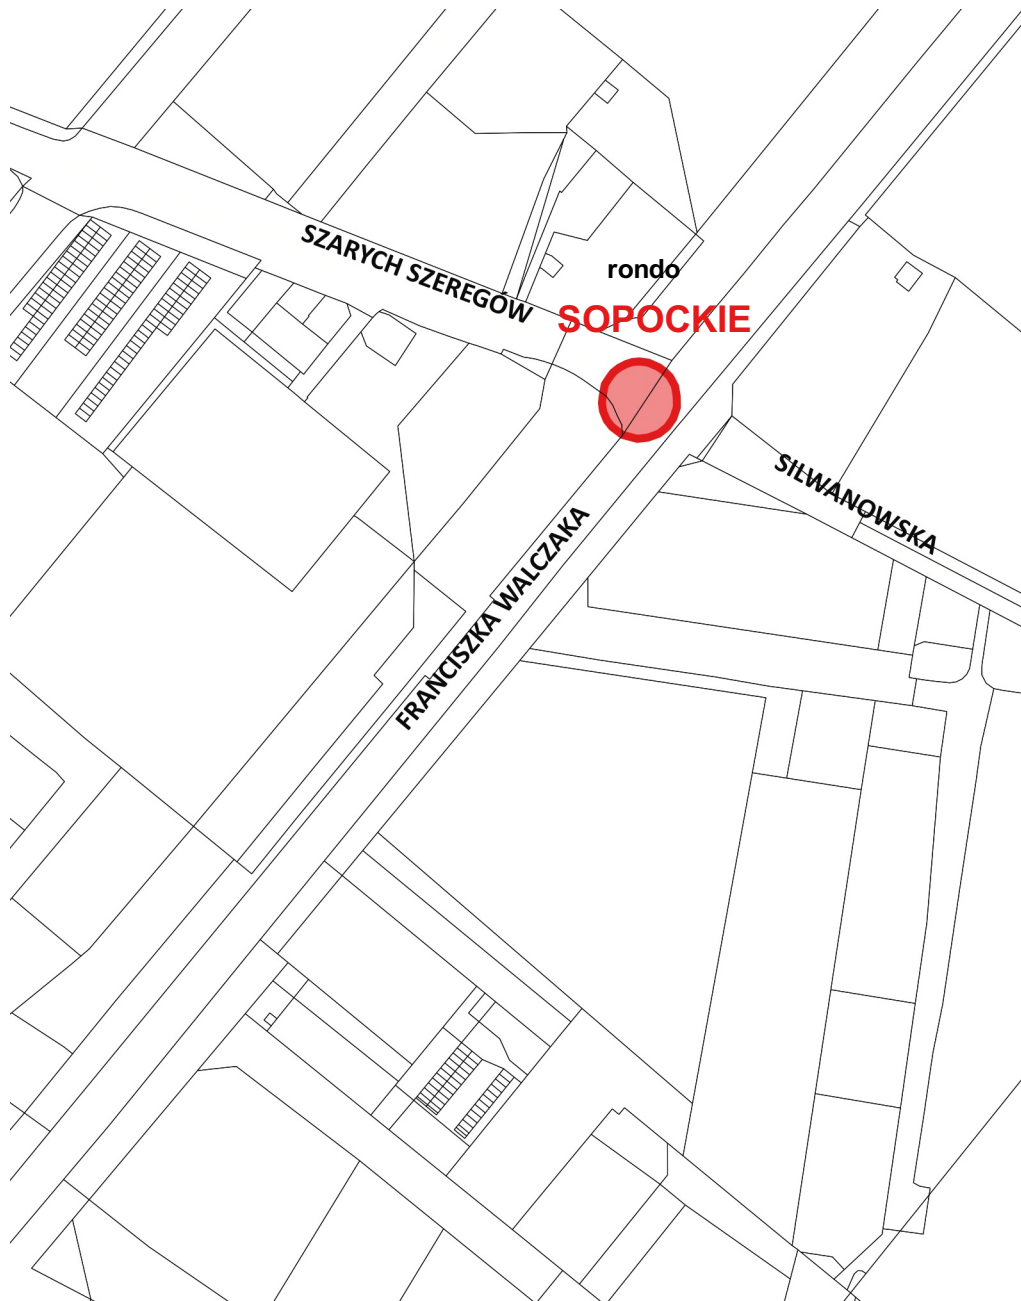 SZARYCH SZEREGÓW
rondo
SOPOCKIE
SILWANOWSKA
FRANCISZKA WALCZAKA